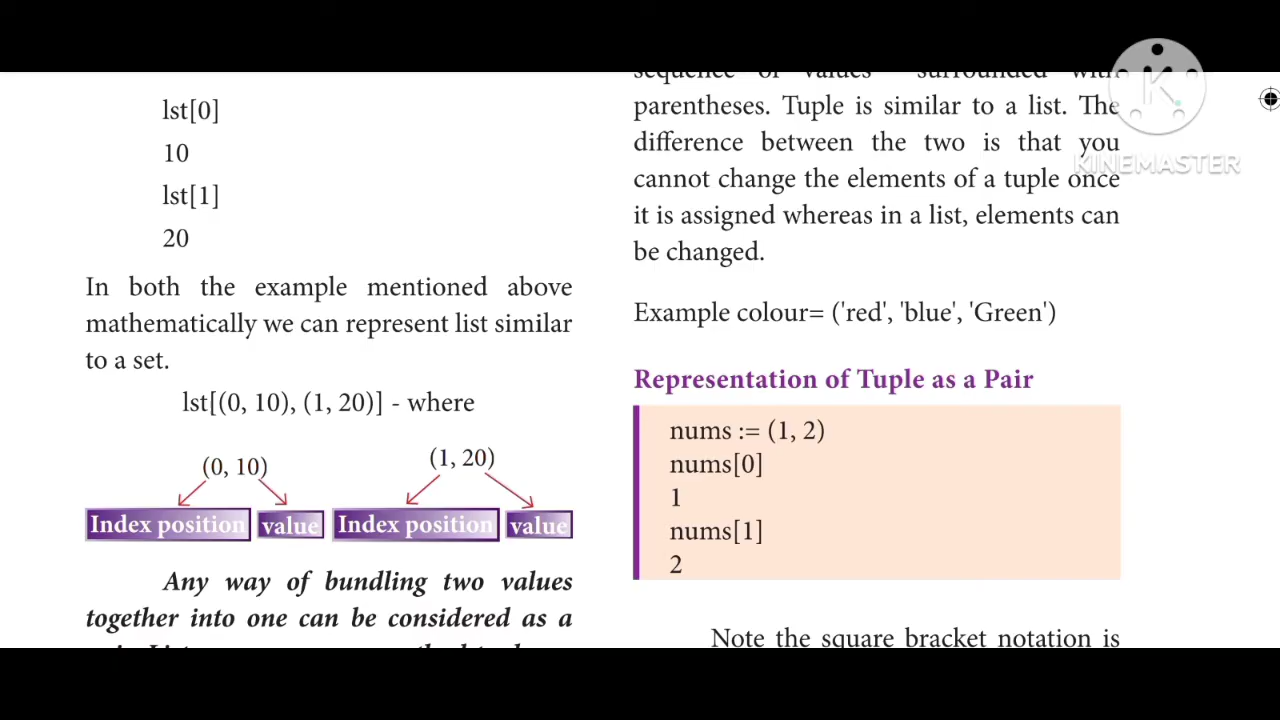 lst[0]
10
lst[1]
20
In both the example mentioned above
mathematically we can represent list similar
to a set.
lst[(0, 10), (1, 20)] - where
(0, 10) (1, 20)
Index position value Index position value
Any way of bundling two values
together into one can be considered as a
sequence of values surrounded with
parentheses. Tuple is similar to a list. The
difference between the two is that you
cannot change the elements of a tuple once
it is assigned whereas in a list, elements can
be changed.
Example colour= ('red', 'blue', 'Green')
Representation of Tuple as a Pair
nums := (1, 2)
nums[0]
1
nums[1]
2
Note the square bracket notation is
KINEMASTER